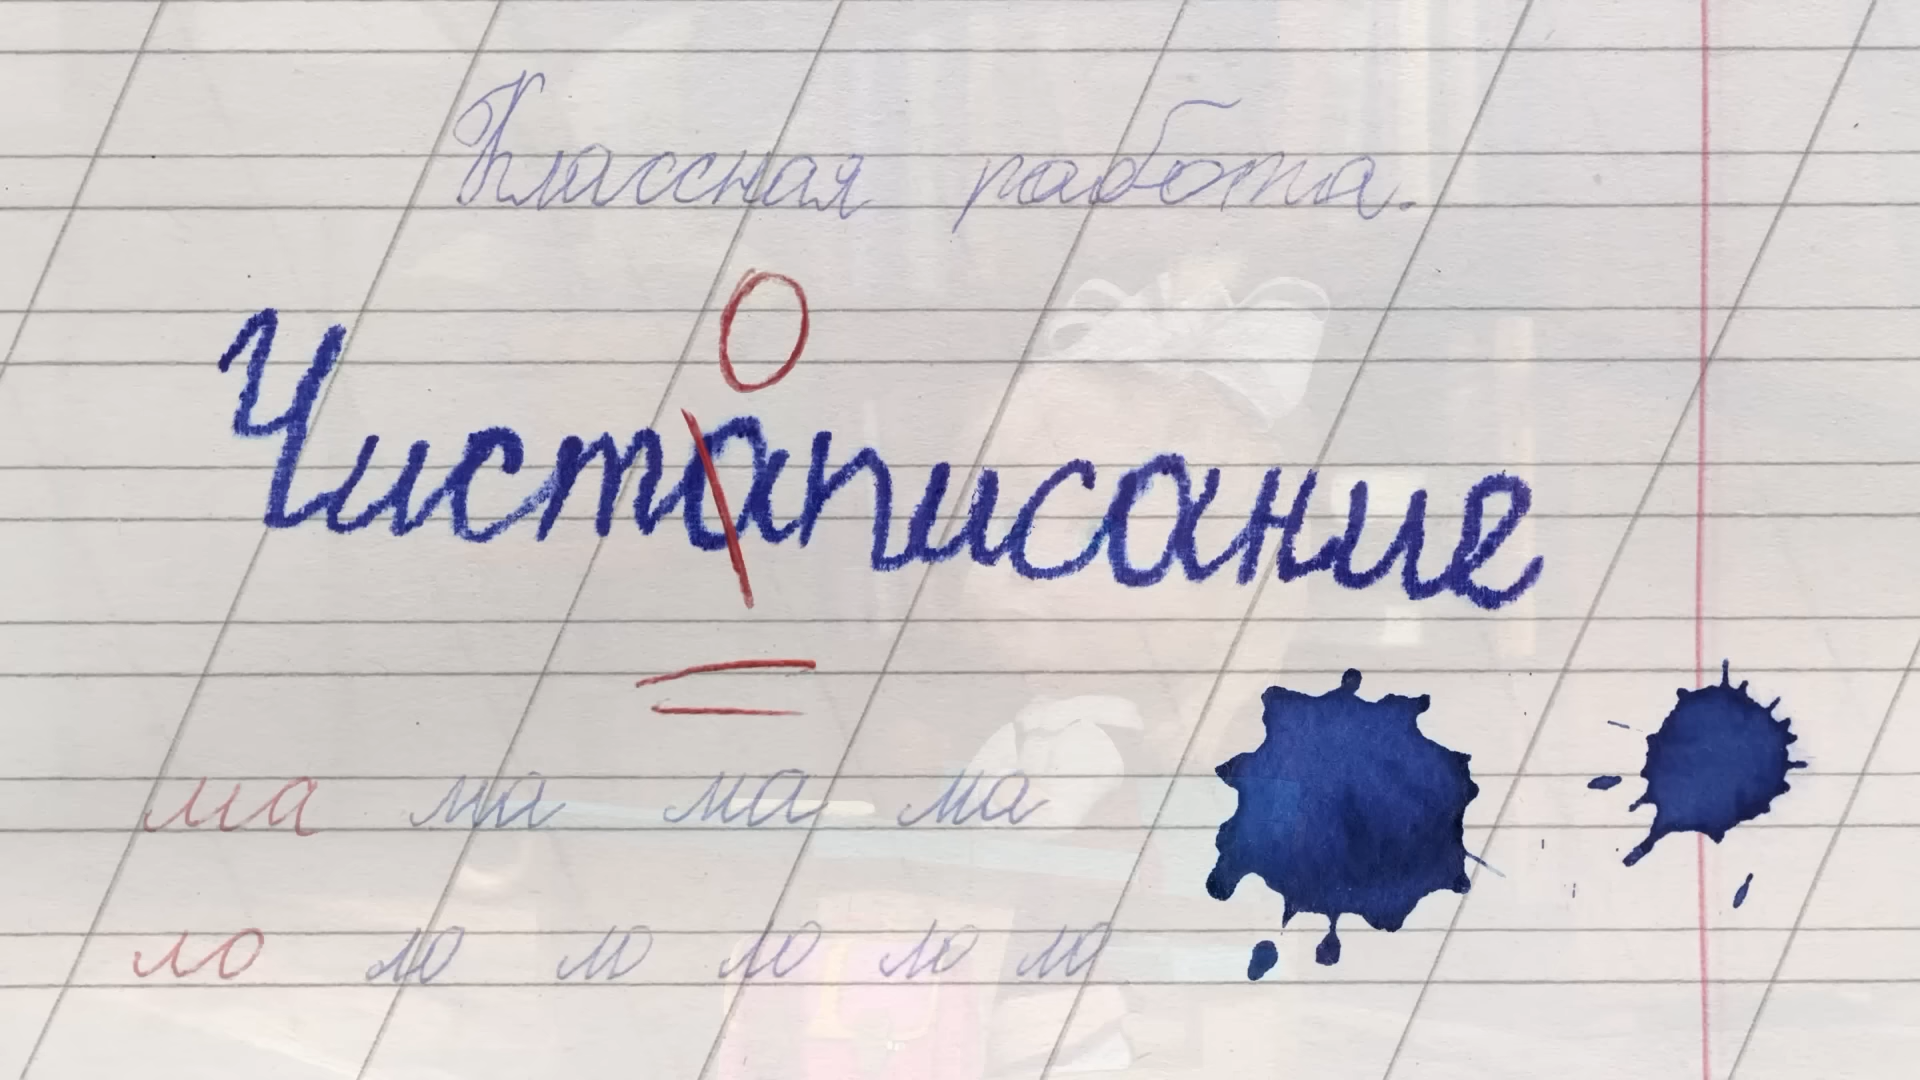 Классная работа.
о
Чистаписание
ма ма ма ма
ло ло ло ло ло ло